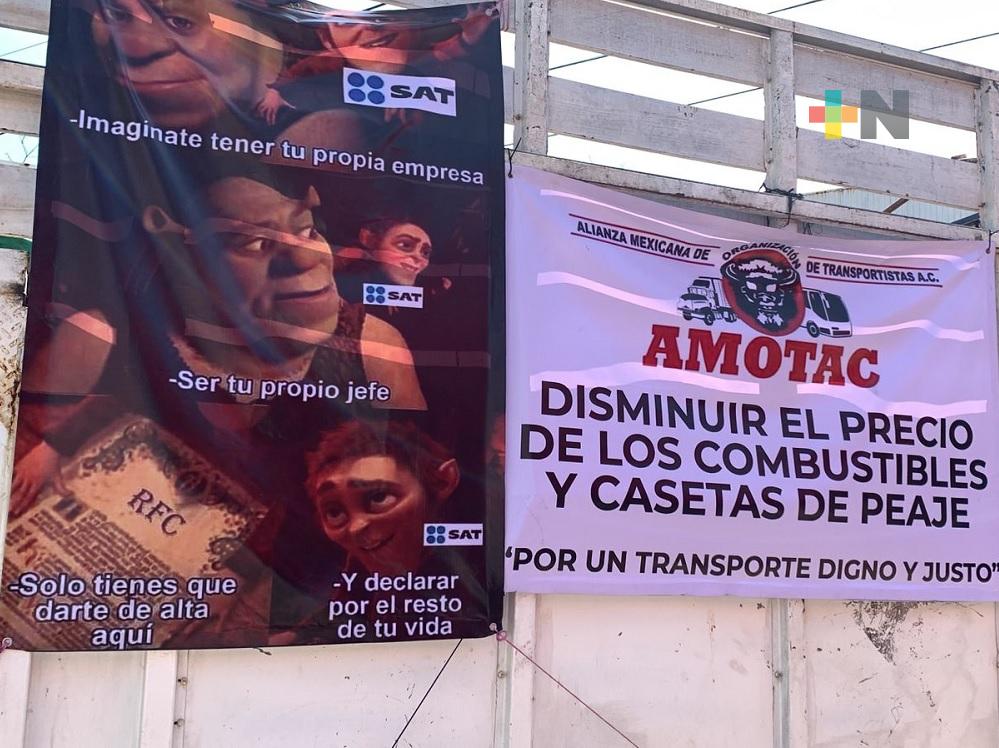 SAT
-Imaginate tener tu propia empresa
SAT
-Ser tu propio jefe
RFC
SAT
-Solo tienes que
darte de alta
aquí
-Y declarar
por el resto
de tu vida
+N
ALIANZA MEXICANA DE ORGANIZACIÓN DE TRANSPORTISTAS A.C.
AMOTAC
DISMINUIR EL PRECIO
DE LOS COMBUSTIBLES
Y CASETAS DE PEAJE
"POR UN TRANSPORTE DIGNO Y JUSTO"